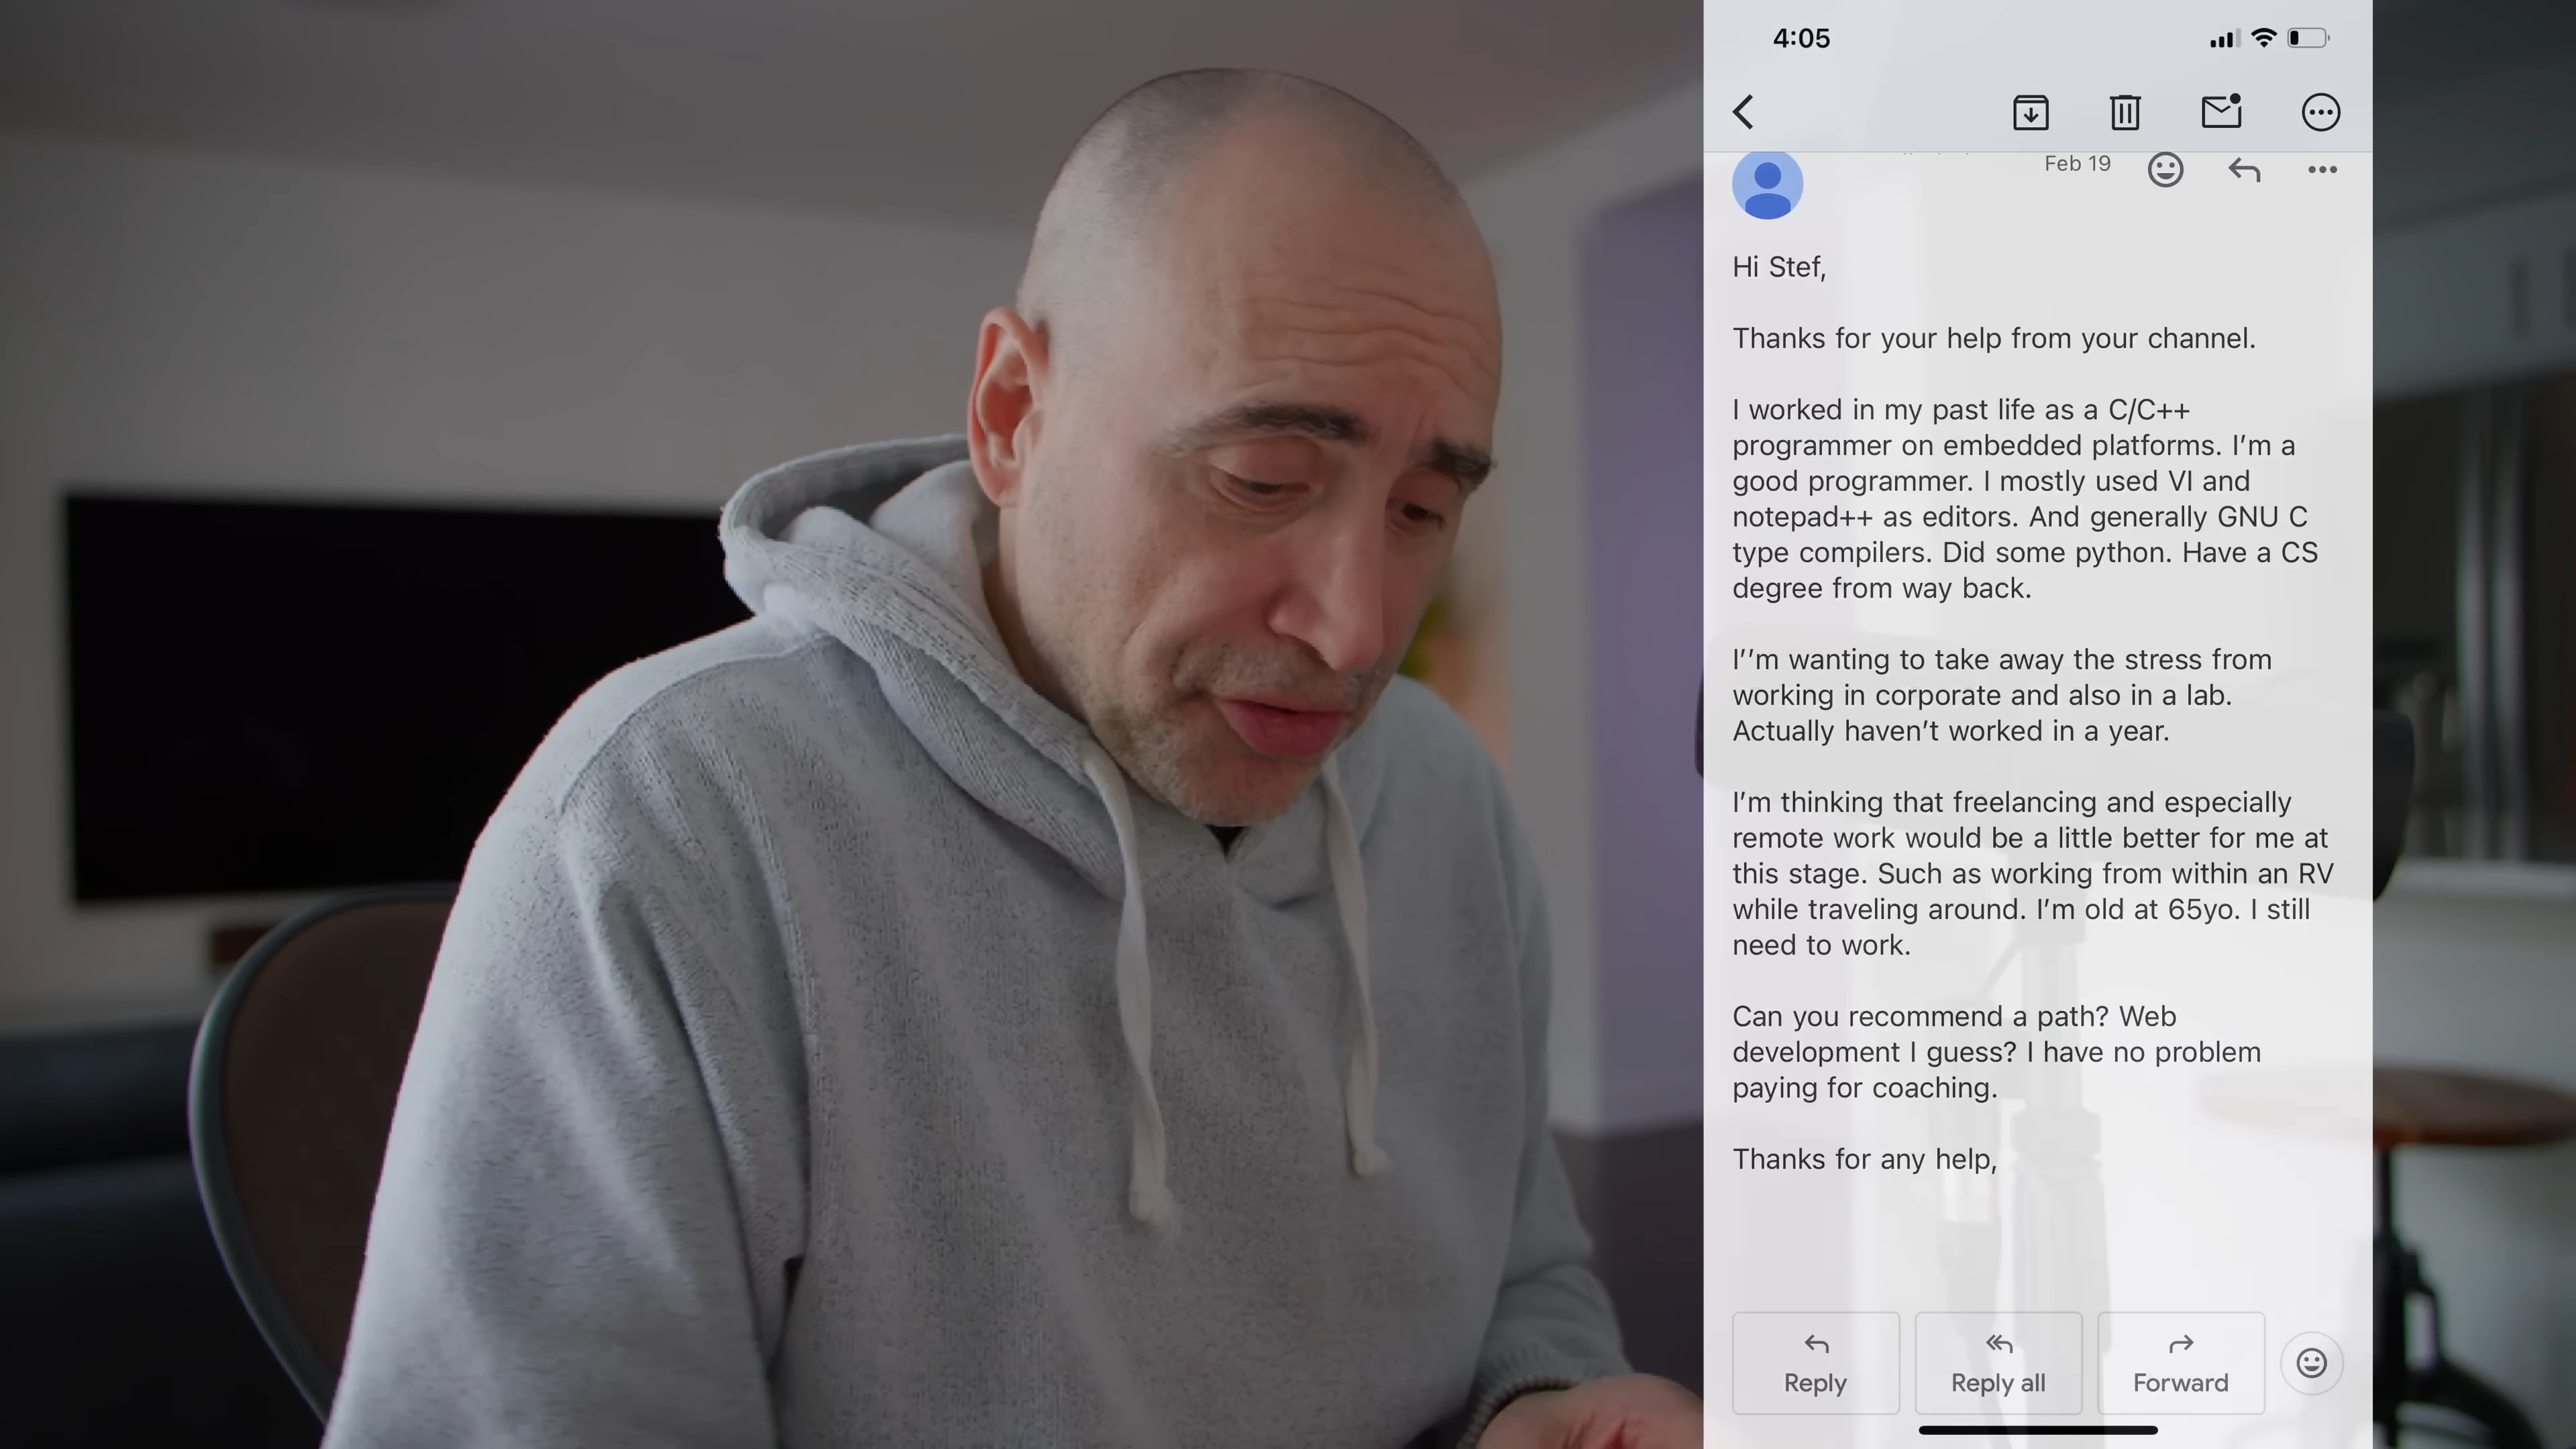 4:05
Feb 19
Hi Stef,
Thanks for your help from your channel.
I worked in my past life as a C/C++
programmer on embedded platforms. I’m a
good programmer. I mostly used VI and
notepad++ as editors. And generally GNU C
type compilers. Did some python. Have a CS
degree from way back.
I’’m wanting to take away the stress from
working in corporate and also in a lab.
Actually haven’t worked in a year.
I’m thinking that freelancing and especially
remote work would be a little better for me at
this stage. Such as working from within an RV
while traveling around. I’m old at 65yo. I still
need to work.
Can you recommend a path? Web
development I guess? I have no problem
paying for coaching.
Thanks for any help,
Reply
Reply all
Forward